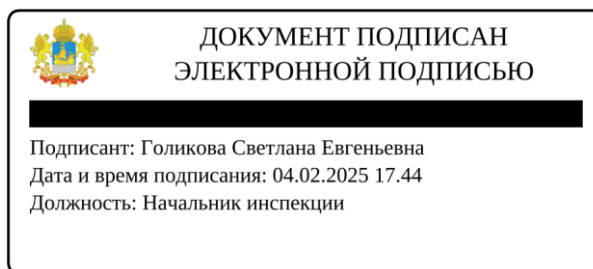 ДОКУМЕНТ ПОДПИСАН
ЭЛЕКТРОННОЙ ПОДПИСЬЮ
Подписант: Голикова Светлана Евгеньевна
Дата и время подписания: 04.02.2025 17.44
Должность: Начальник инспекции